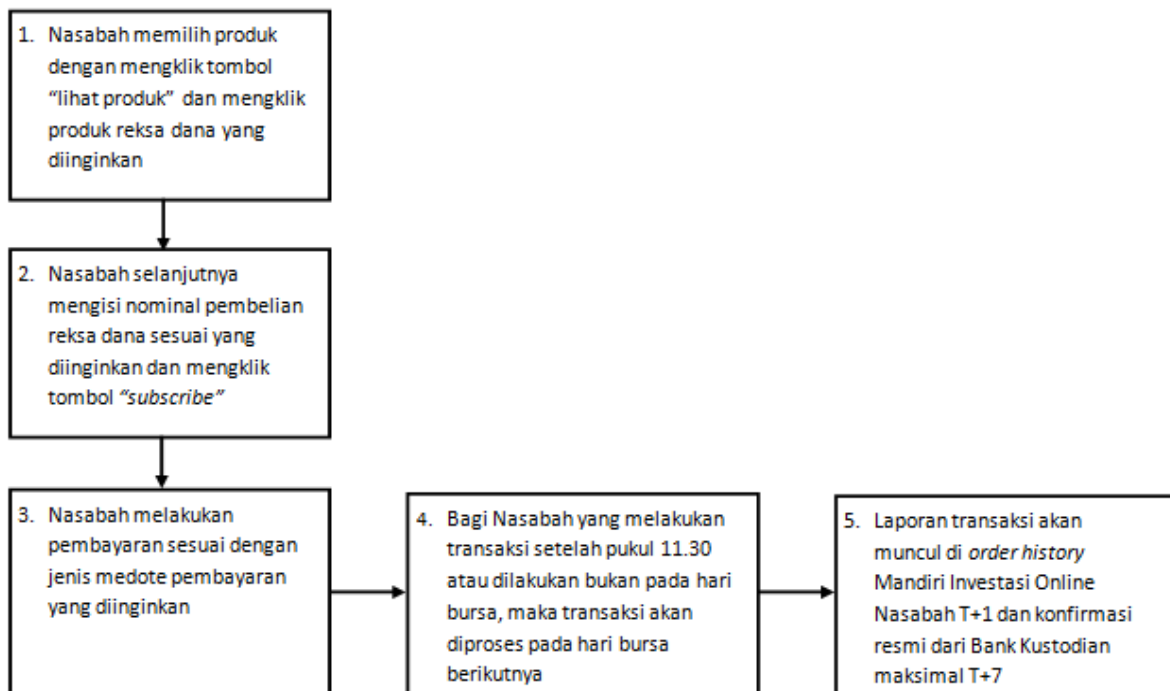 1. Nasabah memilih produk
dengan mengklik tombol
“lihat produk” dan mengklik
produk reksa dana yang
diinginkan
2. Nasabah selanjutnya
mengisi nominal pembelian
reksa dana sesuai yang
diinginkan dan mengklik
tombol “subscribe”
3. Nasabah melakukan
pembayaran sesuai dengan
jenis medote pembayaran
yang diinginkan
4. Bagi Nasabah yang melakukan
transaksi setelah pukul 11.30
atau dilakukan bukan pada hari
bursa, maka transaksi akan
diproses pada hari bursa
berikutnya
5. Laporan transaksi akan
muncul di order history
Mandiri Investasi Online
Nasabah T+1 dan konfirmasi
resmi dari Bank Kustodian
maksimal T+7